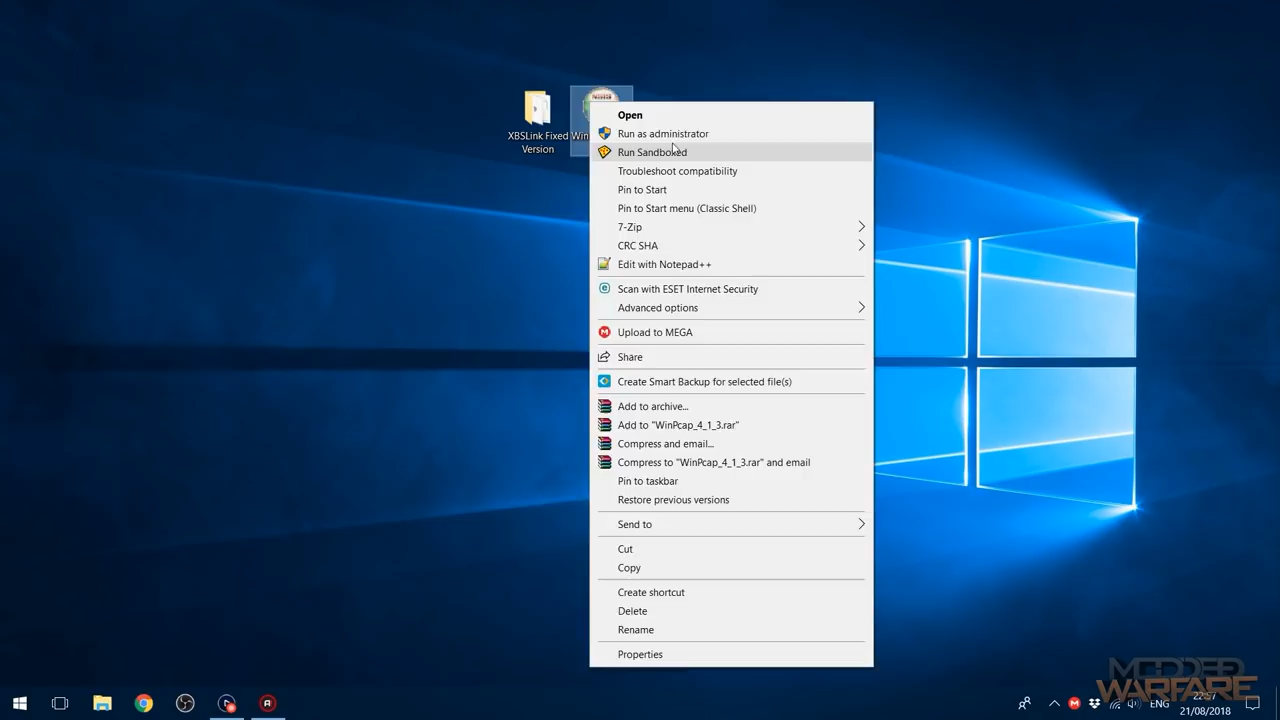 XBSLink Fixed
Version
Win
Open
Run as administrator
Run Sandboxed
Troubleshoot compatibility
Pin to Start
Pin to Start menu (Classic Shell)
7-Zip
CRC SHA
Edit with Notepad++
Scan with ESET Internet Security
Advanced options
Upload to MEGA
Share
Create Smart Backup for selected file(s)
Add to archive...
Add to "WinPcap_4_1_3.rar"
Compress and email...
Compress to "WinPcap_4_1_3.rar" and email
Pin to taskbar
Restore previous versions
Send to
Cut
Copy
Create shortcut
Delete
Rename
Properties
MODDED
WARFARE
ENG
22:57
21/08/2018